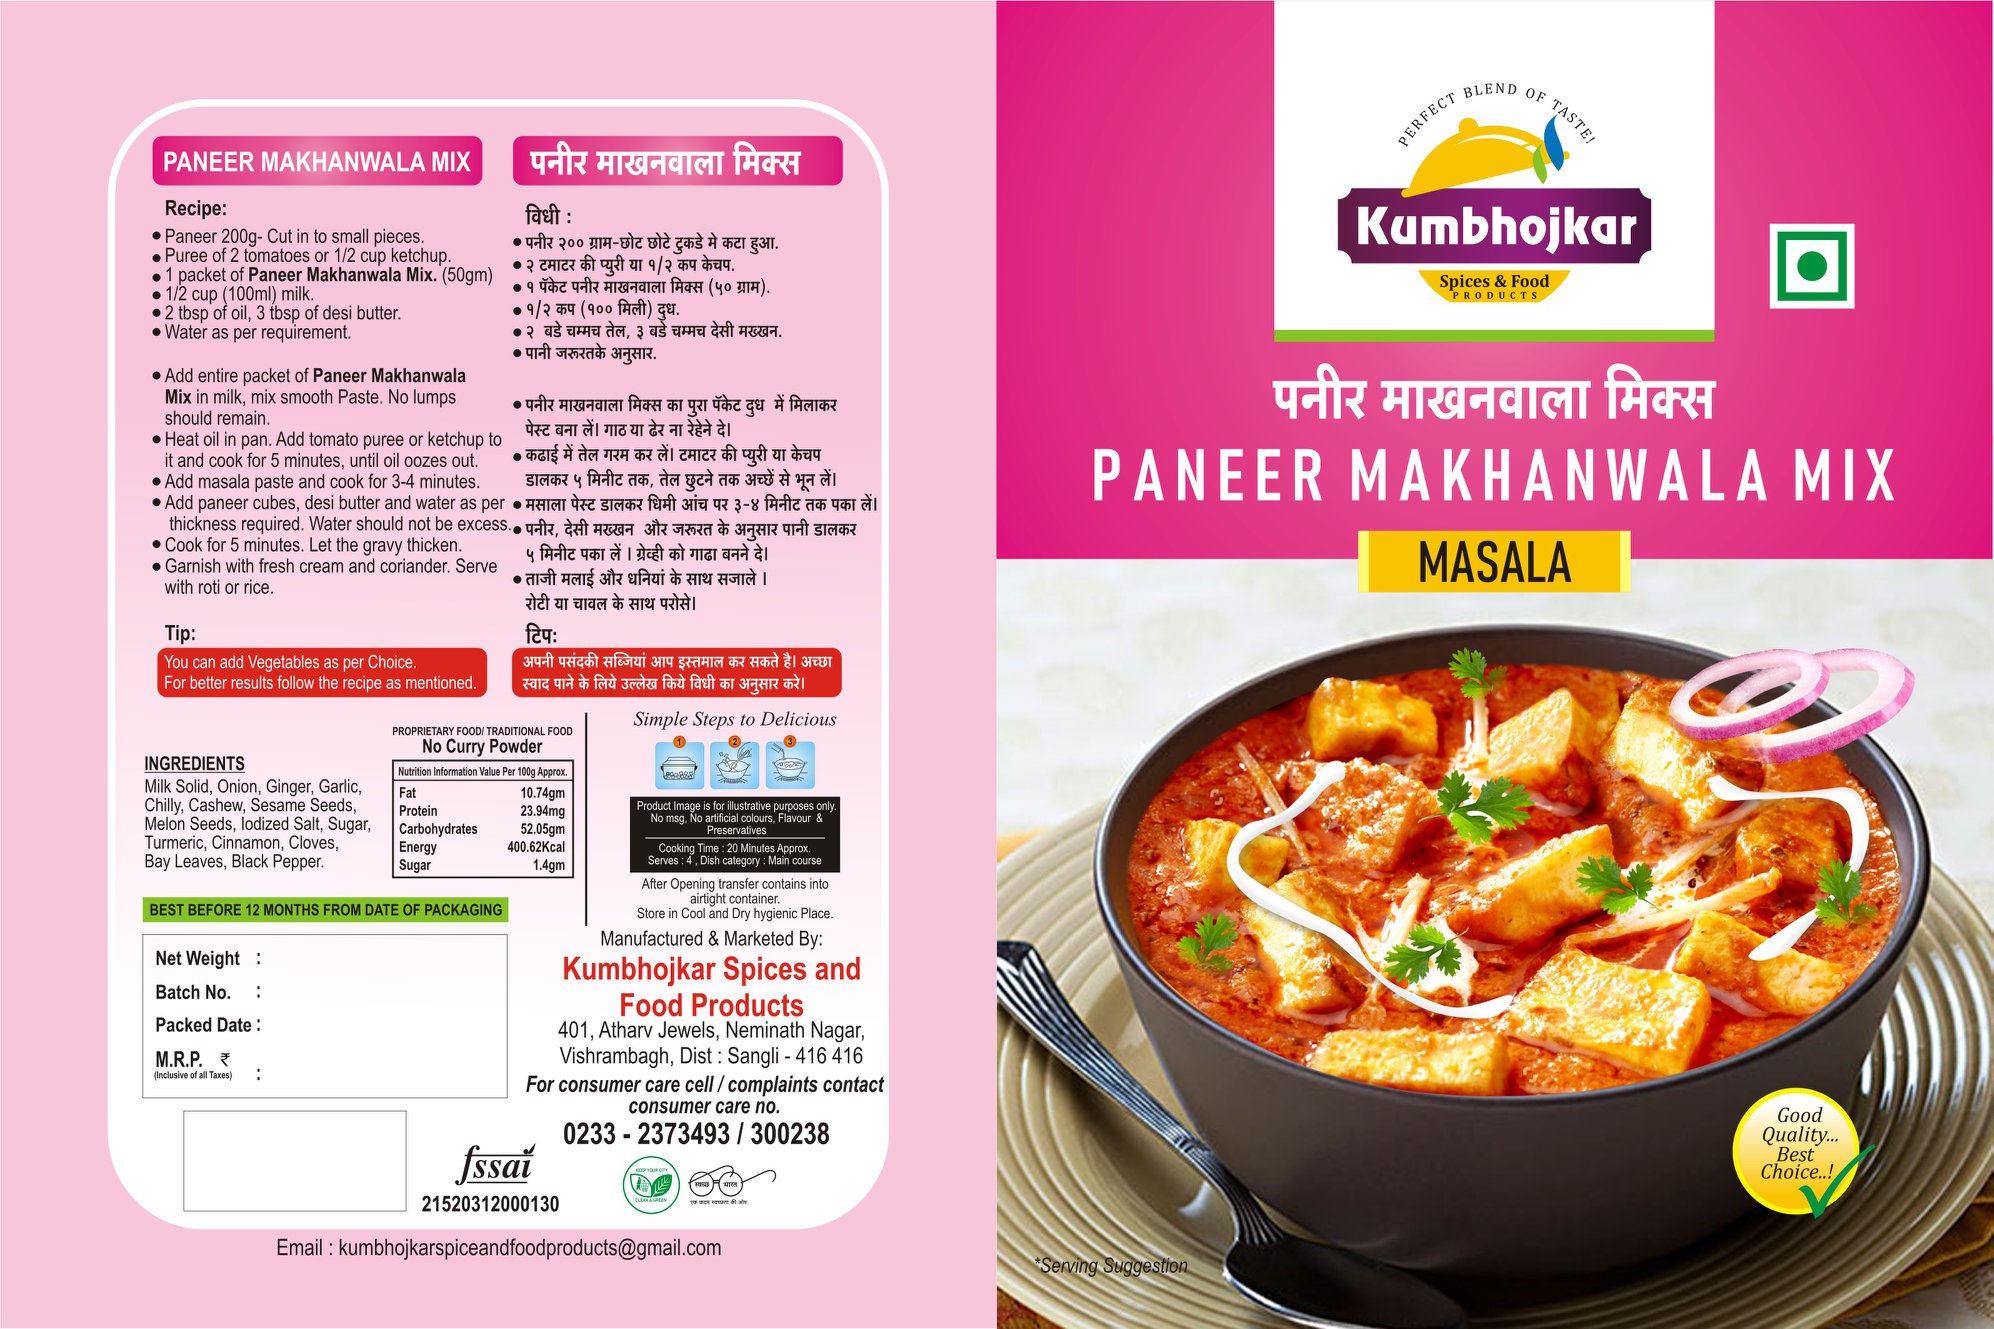 PANEER MAKHANWALA MIX
Recipe:
● Paneer 200g- Cut in to small pieces.
● Puree of 2 tomatoes or 1/2 cup ketchup.
● 1 packet of Paneer Makhanwala Mix. (50gm)
● 1/2 cup (100ml) milk.
● 2 tbsp of oil, 3 tbsp of desi butter.
● Water as per requirement.
● Add entire packet of Paneer Makhanwala
Mix in milk, mix smooth Paste. No lumps
should remain.
● Heat oil in pan. Add tomato puree or ketchup to
it and cook for 5 minutes, until oil oozes out.
● Add masala paste and cook for 3-4 minutes.
● Add paneer cubes, desi butter and water as per
thickness required. Water should not be excess.
● Cook for 5 minutes. Let the gravy thicken.
● Garnish with fresh cream and coriander. Serve
with roti or rice.
Tip:
You can add Vegetables as per Choice.
For better results follow the recipe as mentioned.
पनीर माखनवाला मिक्स
विधी :
● पनीर २०० ग्राम-छोट छोटे टुकडे मे कटा हुआ.
● २ टमाटर की प्युरी या १/२ कप केचप.
● १ पॅकेट पनीर माखनवाला मिक्स (५० ग्राम).
● १/२ कप (१०० मिली) दुध.
● २ बडे चम्मच तेल, ३ बडे चम्मच देसी मख्खन.
● पानी जरूरतके अनुसार.
● पनीर माखनवाला मिक्स का पुरा पॅकेट दुध में मिलाकर
पेस्ट बना लें। गाठ या ढेर ना रेहेने दे।
● कढाई में तेल गरम कर लें। टमाटर की प्युरी या केचप
डालकर ५ मिनीट तक, तेल छुटने तक अच्छें से भून लें।
● मसाला पेस्ट डालकर धिमी आंच पर ३-४ मिनीट तक पका लें।
● पनीर, देसी मख्खन और जरूरत के अनुसार पानी डालकर
५ मिनीट पका लें । ग्रेव्ही को गाढा बनने दे।
● ताजी मलाई और धनियां के साथ सजाले ।
रोटी या चावल के साथ परोसे।
टिप:
अपनी पसंदकी सब्जियां आप इस्तमाल कर सकते है। अच्छा
स्वाद पाने के लिये उल्लेख किये विधी का अनुसार करे।
INGREDIENTS
Milk Solid, Onion, Ginger, Garlic,
Chilly, Cashew, Sesame Seeds,
Melon Seeds, Iodized Salt, Sugar,
Turmeric, Cinnamon, Cloves,
Bay Leaves, Black Pepper.
PROPRIETARY FOOD/ TRADITIONAL FOOD
No Curry Powder
Nutrition Information Value Per 100g Approx.
Fat 10.74gm
Protein 23.94mg
Carbohydrates 52.05gm
Energy 400.62Kcal
Sugar 1.4gm
BEST BEFORE 12 MONTHS FROM DATE OF PACKAGING
Net Weight :
Batch No. :
Packed Date :
M.R.P. ₹
(Inclusive of all Taxes) :
fssai
21520312000130
Simple Steps to Delicious
1 2 3
Product Image is for illustrative purposes only.
No msg, No artificial colours, Flavour &
Preservatives
Cooking Time : 20 Minutes Approx.
Serves : 4 , Dish category : Main course
After Opening transfer contains into
airtight container.
Store in Cool and Dry hygienic Place.
Manufactured & Marketed By:
Kumbhojkar Spices and
Food Products
401, Atharv Jewels, Neminath Nagar,
Vishrambagh, Dist : Sangli - 416 416
For consumer care cell / complaints contact
consumer care no.
0233 - 2373493 / 300238
KEEP YOUR CITY
CLEAN & GREEN
स्वच्छ भारत
एक कदम स्वच्छता की ओर
Email : kumbhojkarspiceandfoodproducts@gmail.com
PERFECT BLEND OF TASTE!
Kumbhojkar
Spices & Food
PRODUCTS
पनीर माखनवाला मिक्स
PANEER MAKHANWALA MIX
MASALA
Good
Quality...
Best
Choice..!
*Serving Suggestion